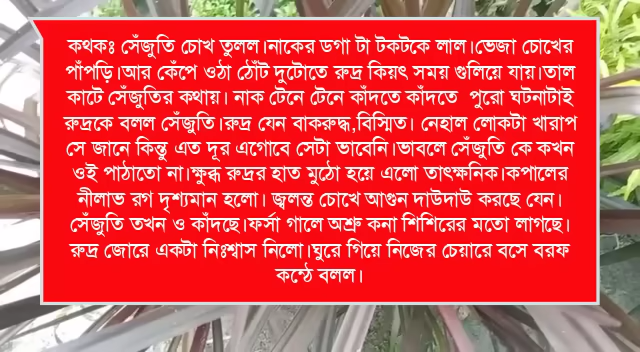 কথকঃ সেঁজুতি চোখ তুলল।নাকের ডগা টা টকটকে লাল।ভেজা চোখের
পাঁপড়ি।আর কেঁপে ওঠা ঠোঁট দুটোতে রুদ্র কিয়ৎ সময় গুলিয়ে যায়।তাল
কাটে সেঁজুতির কথায়। নাক টেনে টেনে কাঁদতে কাঁদতে পুরো ঘটনাটাই
রুদ্রকে বলল সেঁজুতি।রুদ্র যেন বাকরুদ্ধ,বিস্মিত। নেহাল লোকটা খারাপ
সে জানে কিন্তু এত দূর এগোবে সেটা ভাবেনি।ভাবলে সেঁজুতি কে কখন
ওই পাঠাতো না।ক্ষুব্ধ রুদ্রর হাত মুঠো হয়ে এলো তাৎক্ষনিক।কপালের
নীলাভ রগ দৃশ্যমান হলো। জ্বলন্ত চোখে আগুন দাউদাউ করছে যেন।
সেঁজুতি তখন ও কাঁদছে।ফর্সা গালে অশ্রু কনা শিশিরের মতো লাগছে।
রুদ্র জোরে একটা নিঃশ্বাস নিলো।ঘুরে গিয়ে নিজের চেয়ারে বসে বরফ
কন্ঠে বলল।